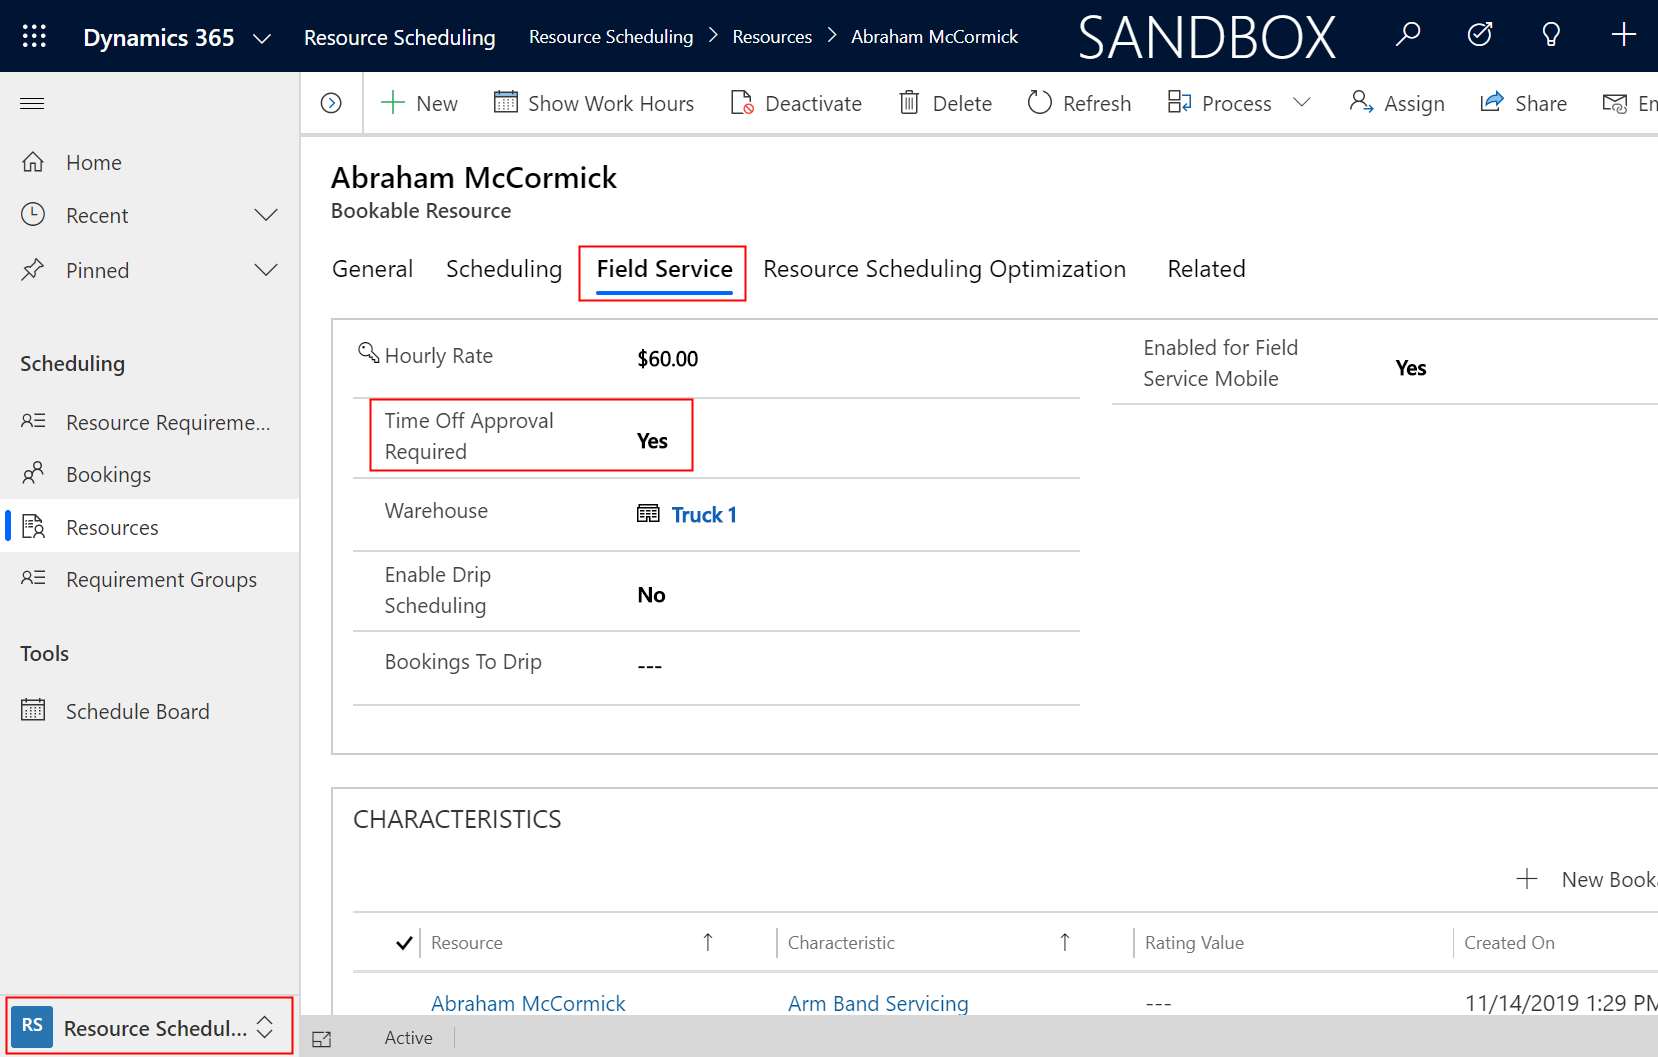 Dynamics 365
Resource Scheduling
Resource Scheduling > Resources > Abraham McCormick
SANDBOX
New
Show Work Hours
Deactivate
Delete
Refresh
Process
Assign
Share
Em
Home
Recent
Pinned
Scheduling
Resource Requireme...
Bookings
Resources
Requirement Groups
Tools
Schedule Board
RS
Resource Schedul...
Abraham McCormick
Bookable Resource
General
Scheduling
Field Service
Resource Scheduling Optimization
Related
Hourly Rate
$60.00
Time Off Approval
Required
Yes
Warehouse
Truck 1
Enable Drip
Scheduling
No
Bookings To Drip
---
Enabled for Field
Service Mobile
Yes
CHARACTERISTICS
New Booka
Resource
Characteristic
Rating Value
Created On
Abraham McCormick
Arm Band Servicing
---
11/14/2019 1:29 PM
Active